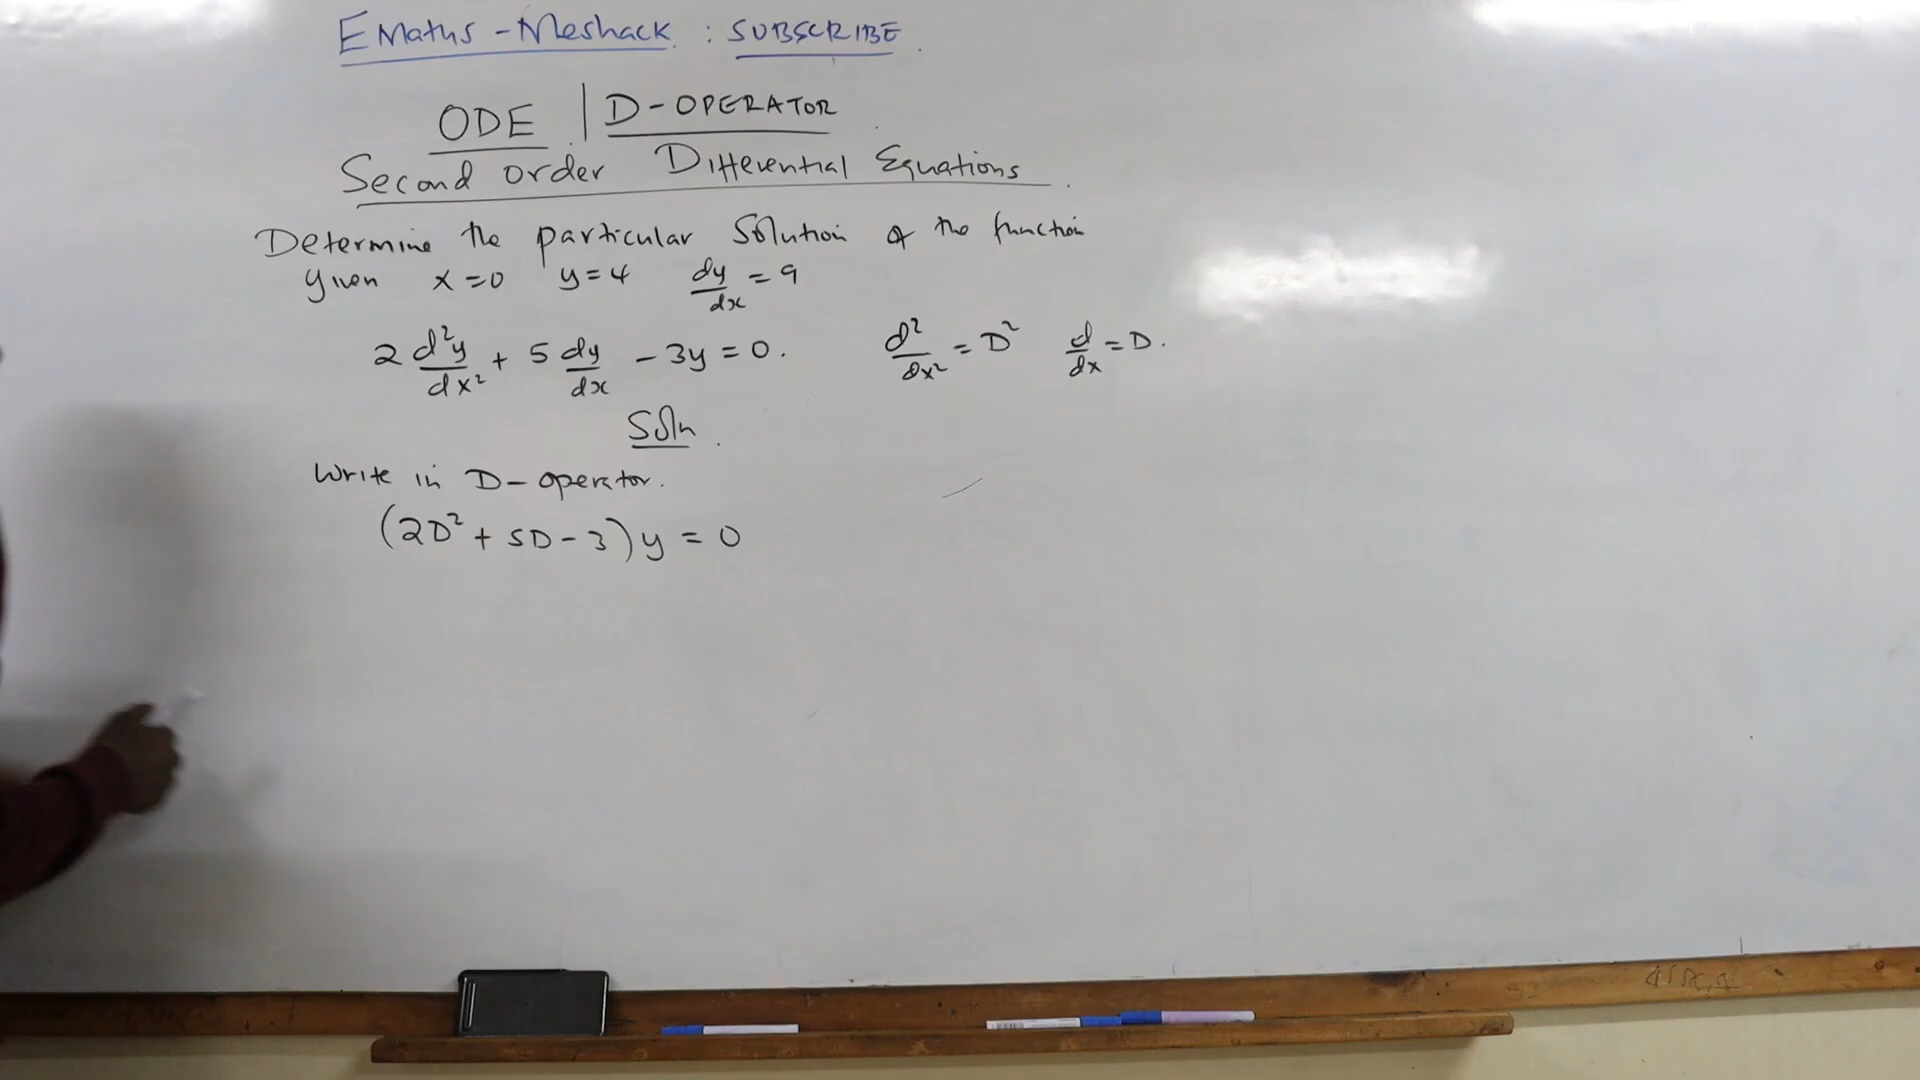 EMaths - Meshack : SUBSCRIBE
ODE | D-OPERATOR
Second order Differential Equations
Determine the particular Solution of the function
given x=0 y=4 dy/dx = 9
2 d²y/dx² + 5 dy/dx - 3y = 0. d²/dx² = D² d/dx = D.
Soln
Write in D-operator.
(2D² + 5D - 3)y = 0